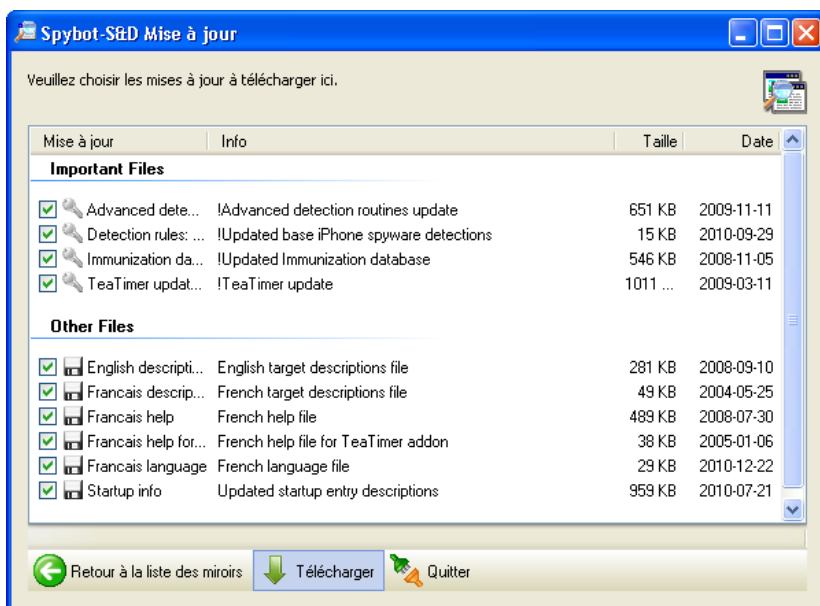 Spybot-S&D Mise à jour
Veuillez choisir les mises à jour à télécharger ici.
Mise à jour Info Taille Date
Important Files
Advanced dete... !Advanced detection routines update 651 KB 2009-11-11
Detection rules: ... !Updated base iPhone spyware detections 15 KB 2010-09-29
Immunization da... !Updated Immunization database 546 KB 2008-11-05
TeaTimer updat... !TeaTimer update 1011 ... 2009-03-11
Other Files
English descripti... English target descriptions file 281 KB 2008-09-10
Francais descrip... French target descriptions file 49 KB 2004-05-25
Francais help French help file 489 KB 2008-07-30
Francais help for... French help file for TeaTimer addon 38 KB 2005-01-06
Francais language French language file 29 KB 2010-12-22
Startup info Updated startup entry descriptions 959 KB 2010-07-21
Retour à la liste des miroirs Télécharger Quitter